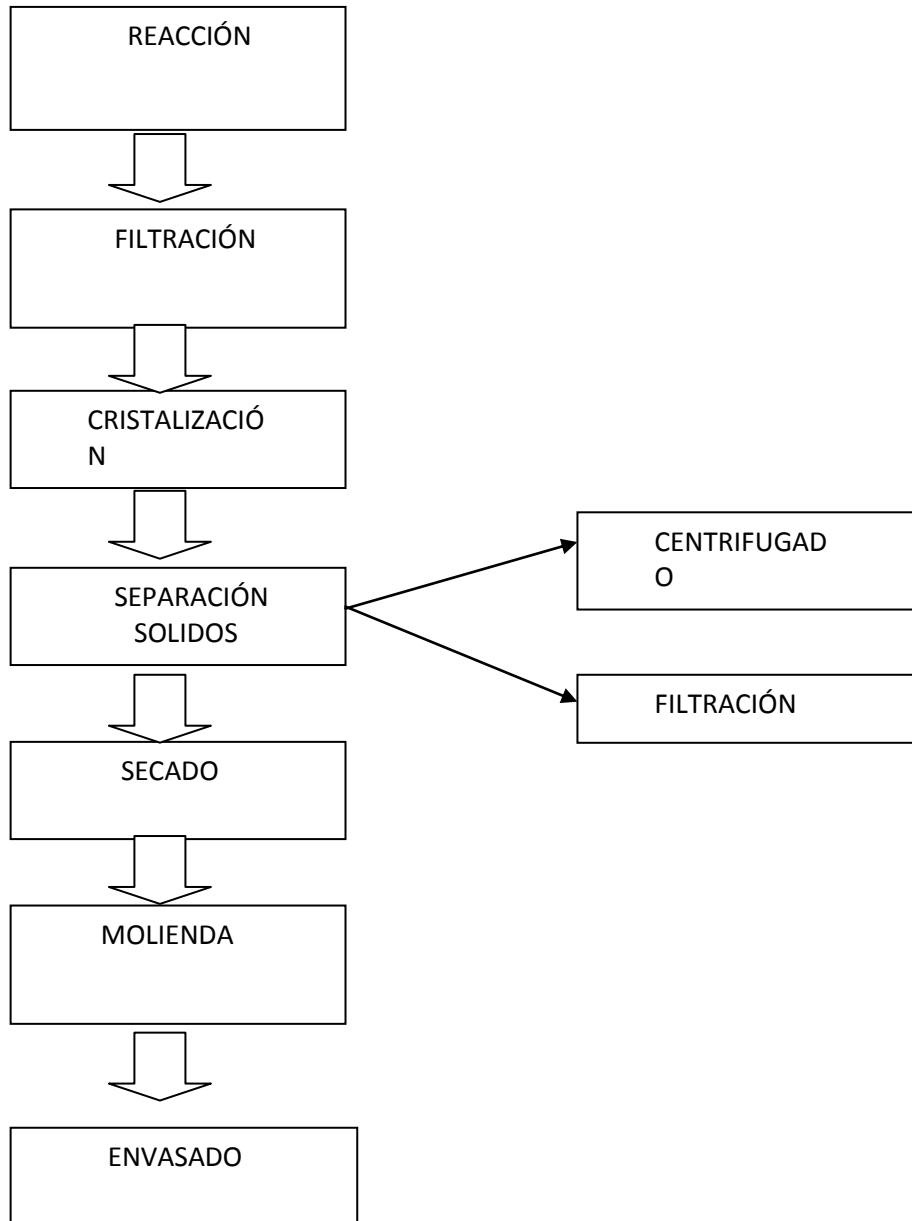 REACCIÓN
FILTRACIÓN
CRISTALIZACIÓ
N
SEPARACIÓN
SOLIDOS
CENTRIFUGAD
O
FILTRACIÓN
SECADO
MOLIENDA
ENVASADO